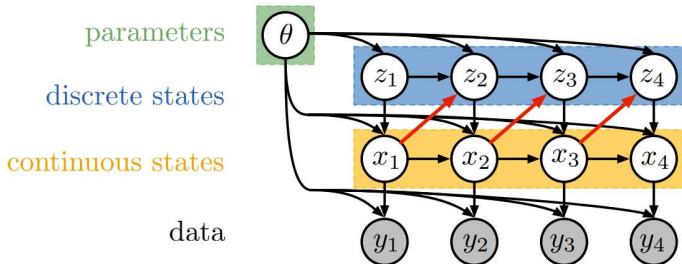 parameters θ
discrete states z₁ z₂ z₃ z₄
continuous states x₁ x₂ x₃ x₄
data y₁ y₂ y₃ y₄